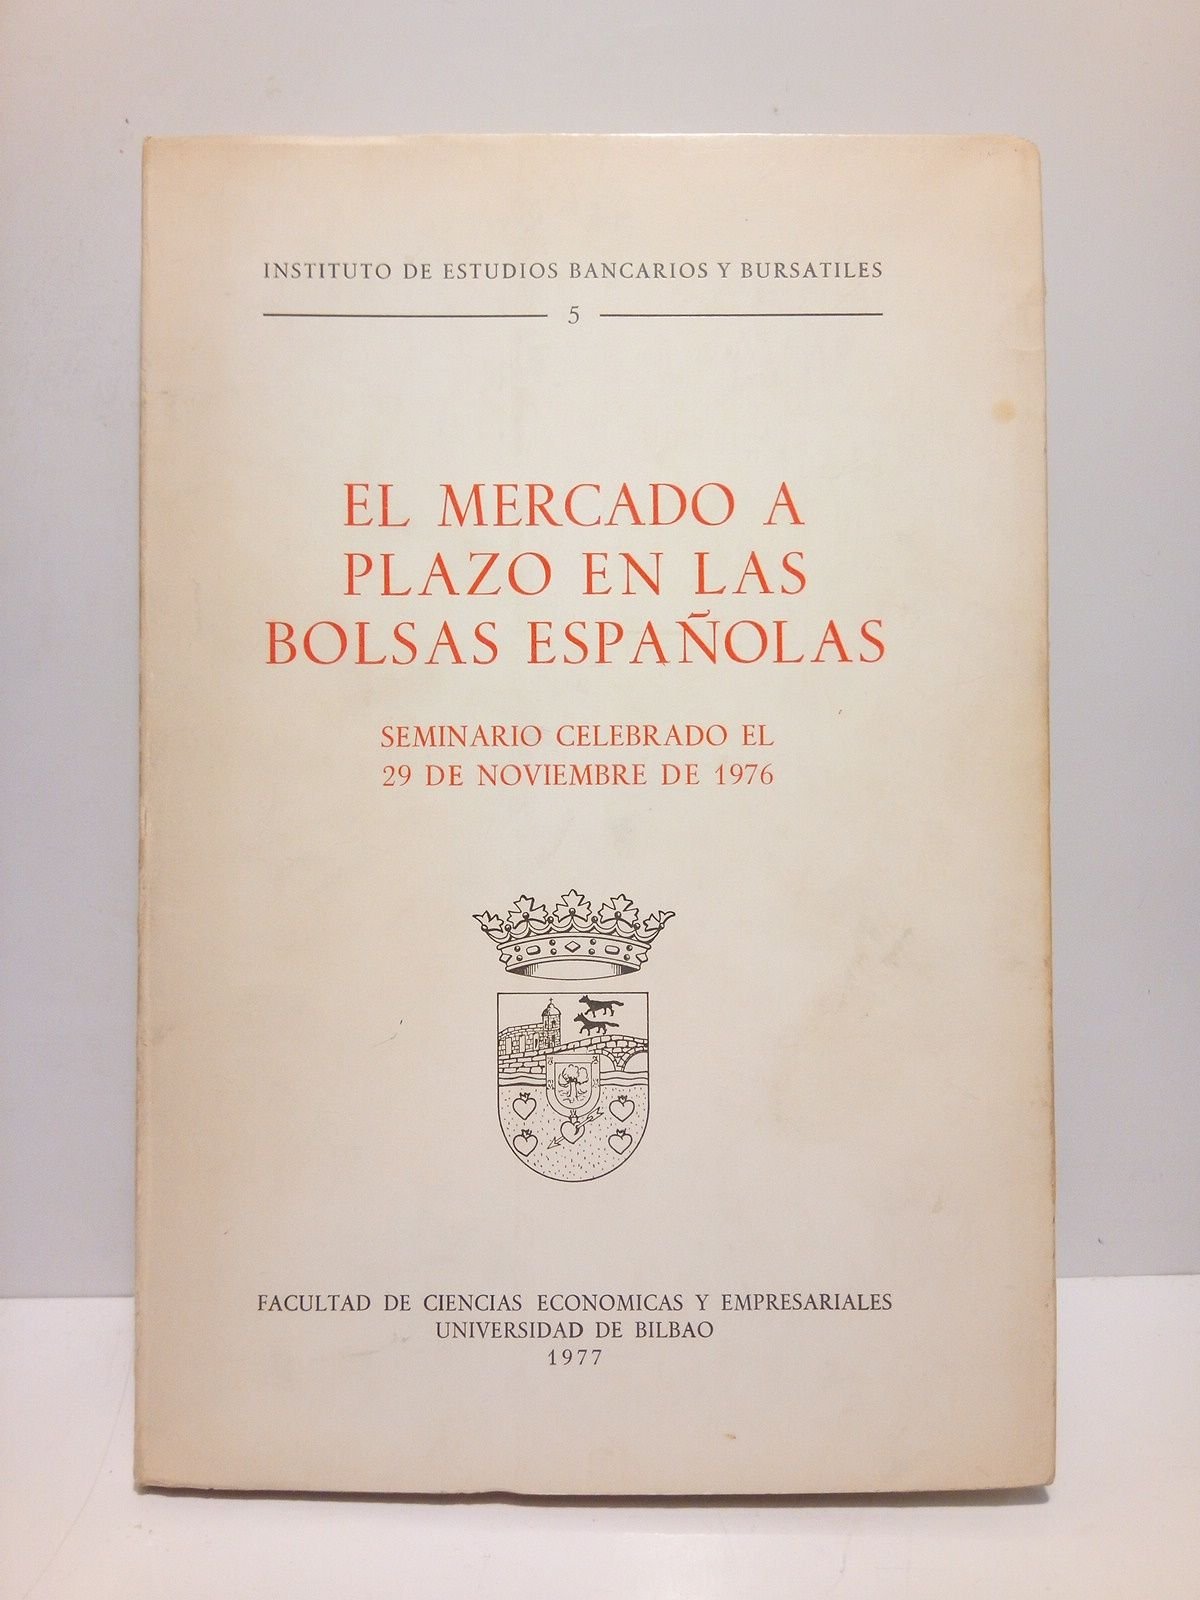 INSTITUTO DE ESTUDIOS BANCARIOS Y BURSATILES
5
EL MERCADO A
PLAZO EN LAS
BOLSAS ESPAÑOLAS
SEMINARIO CELEBRADO EL
29 DE NOVIEMBRE DE 1976
FACULTAD DE CIENCIAS ECONOMICAS Y EMPRESARIALES
UNIVERSIDAD DE BILBAO
1977